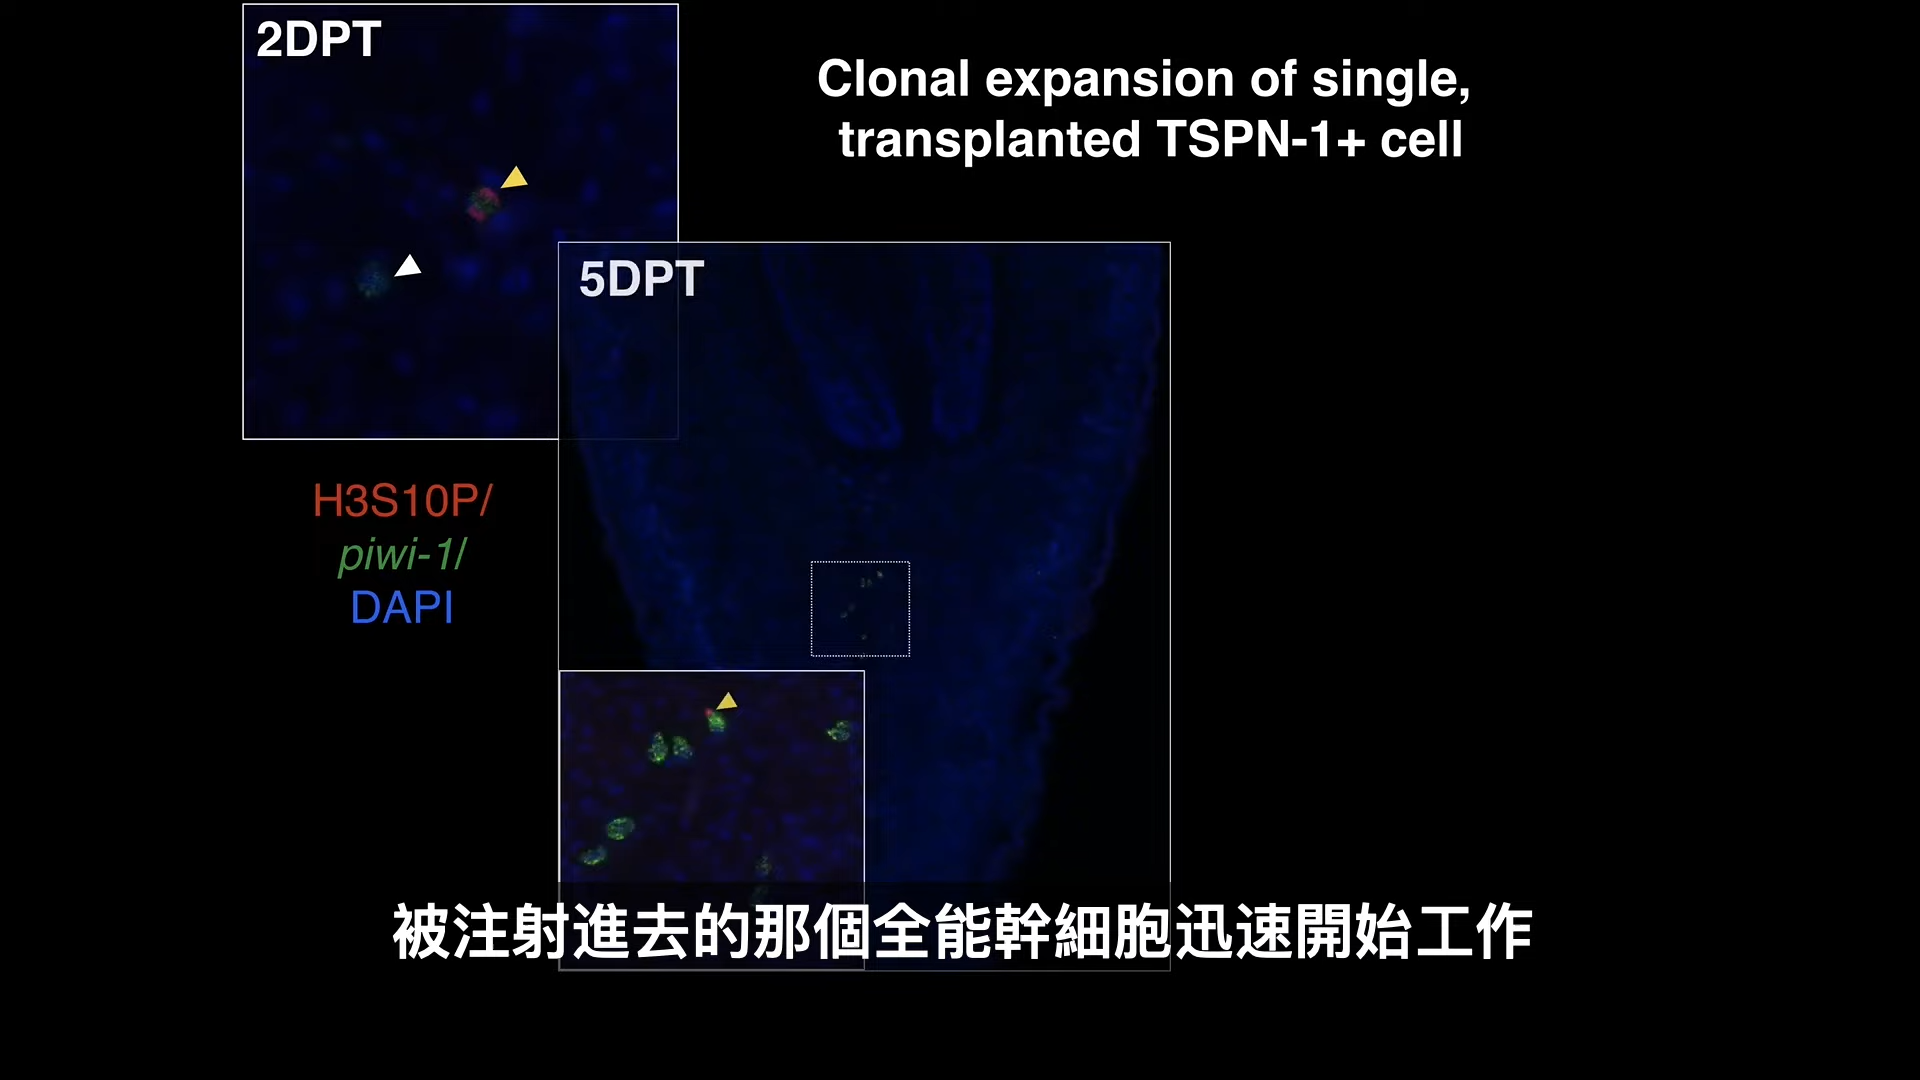 2DPT
Clonal expansion of single,
transplanted TSPN-1+ cell
5DPT
H3S10P/
piwi-1/
DAPI
被注射進去的那個全能幹細胞迅速開始工作